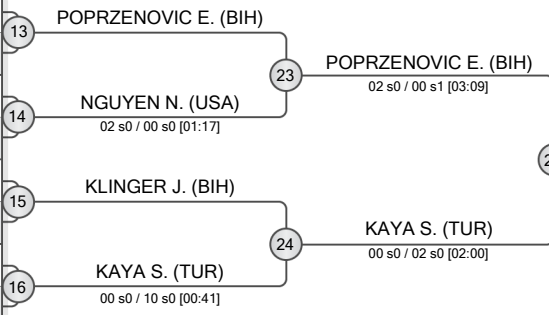 POPRZENOVIC E. (BIH)
13
23
POPRZENOVIC E. (BIH)
02 s0 / 00 s1 [03:09]
NGUYEN N. (USA)
14
02 s0 / 00 s0 [01:17]
KLINGER J. (BIH)
15
24
KAYA S. (TUR)
00 s0 / 02 s0 [02:00]
KAYA S. (TUR)
16
00 s0 / 10 s0 [00:41]